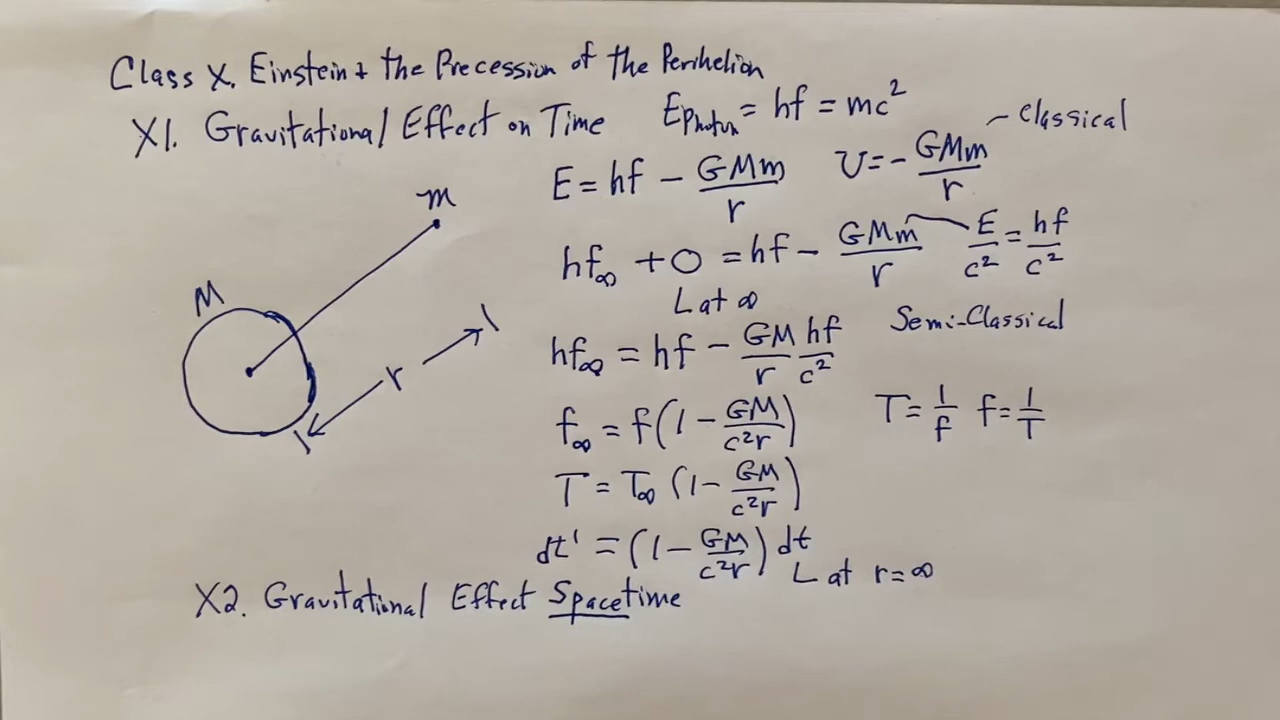 Class X. Einstein + the Precession of the Perihelion
X1. Gravitational Effect on Time
E_Photon = hf = mc²
E = hf - GMm/r
U = - GMm/r - Classical
hf_∞ + 0 = hf - GMm/r
E/c² = hf/c²
L at ∞
Semi-Classical
hf_∞ = hf - GM/r hf/c²
f_∞ = f(1 - GM/c²r)
T = 1/f f = 1/T
T = T_∞ (1 - GM/c²r)
dt' = (1 - GM/c²r) dt
L at r = ∞
m
M
r
X2. Gravitational Effect Spacetime